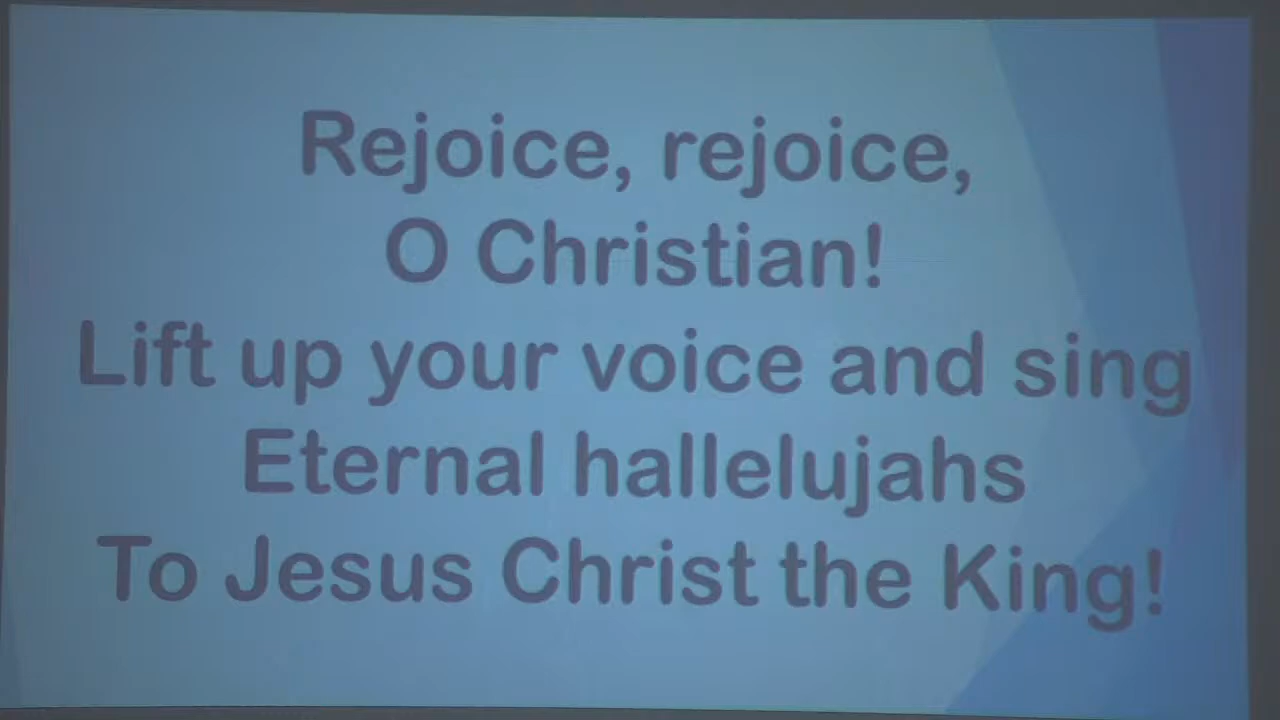 Rejoice, rejoice,
O Christian!
Lift up your voice and sing
Eternal hallelujahs
To Jesus Christ the King!